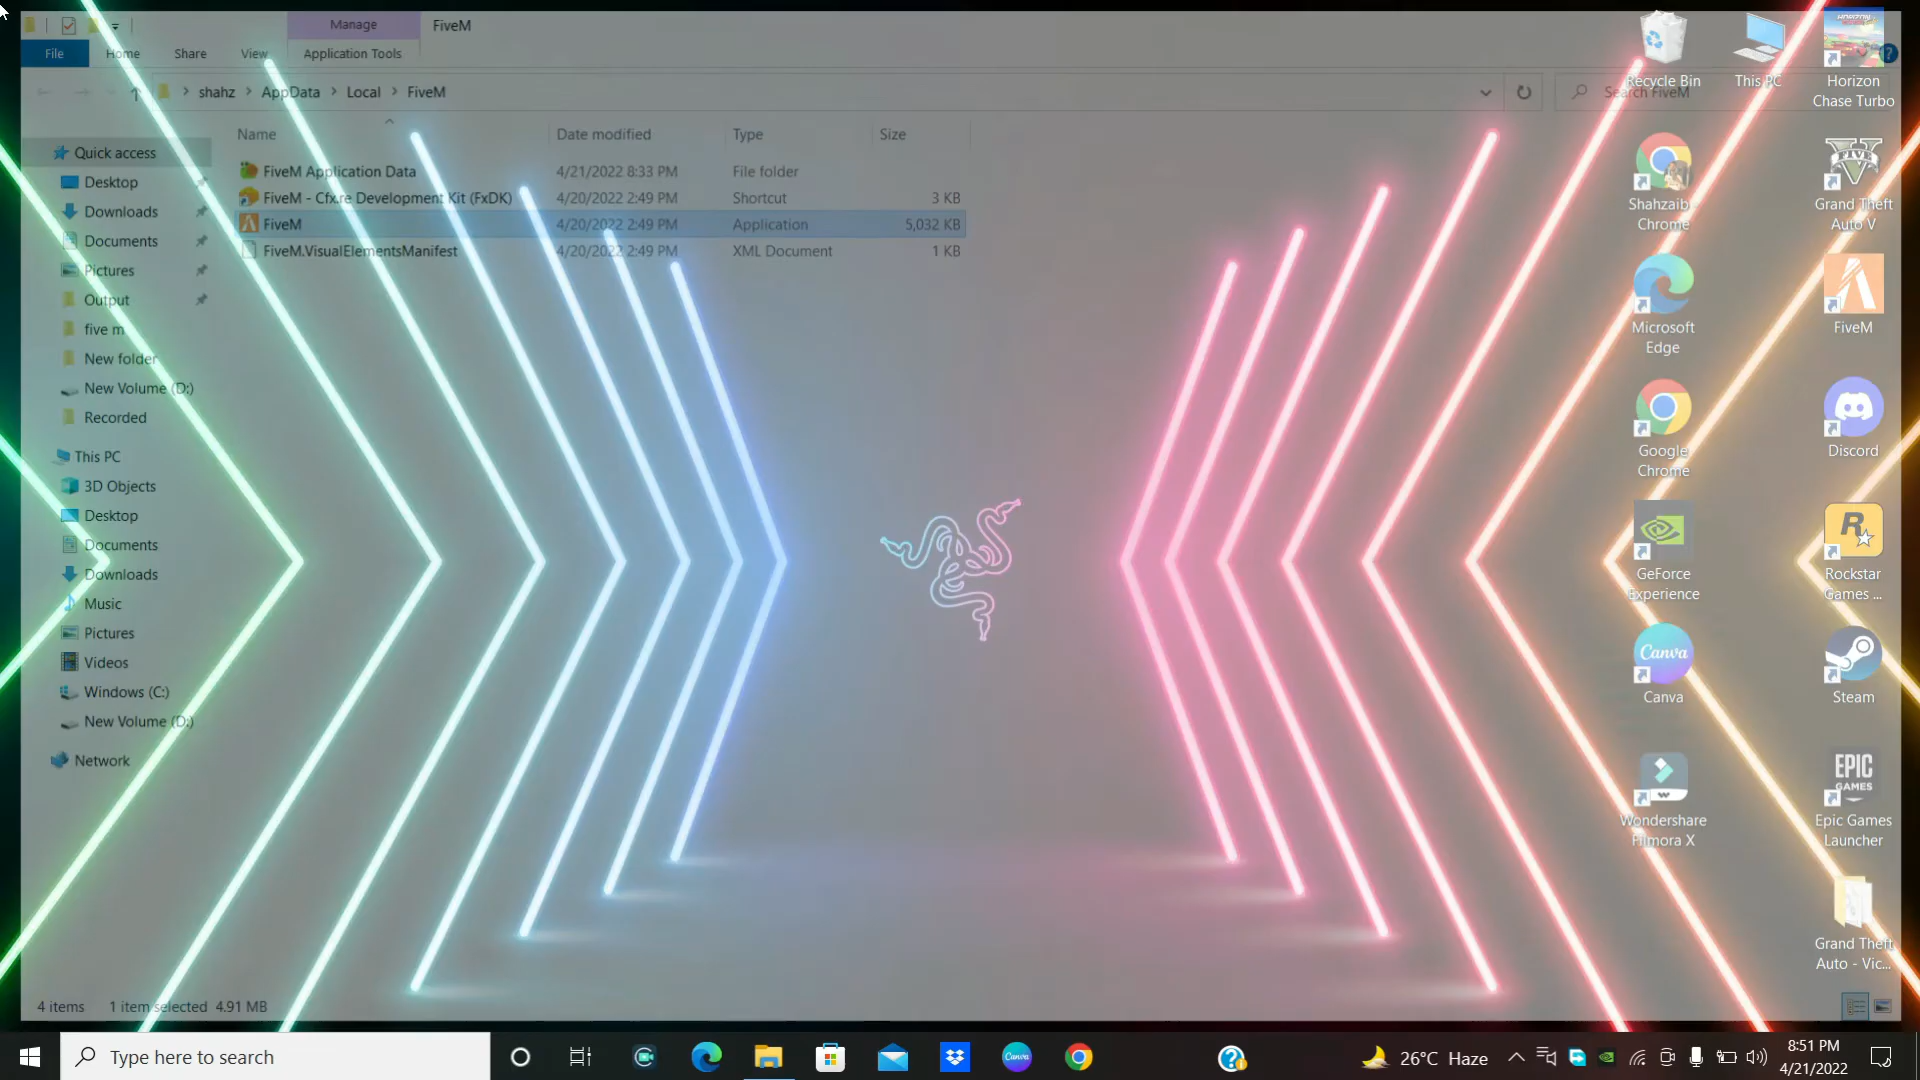 Manage
FiveM
File
Home
Share
View
Application Tools
shahz
AppData
Local
FiveM
Search FiveM
Name
Date modified
Type
Size
FiveM Application Data
4/21/2022 8:33 PM
File folder
FiveM - Cfx.re Development Kit (FxDK)
4/20/2022 2:49 PM
Shortcut
3 KB
FiveM
4/20/2022 2:49 PM
Application
5,032 KB
FiveM.VisualElementsManifest
4/20/2022 2:49 PM
XML Document
1 KB
Quick access
Desktop
Downloads
Documents
Pictures
Output
five m
New folder
New Volume (D:)
Recorded
This PC
3D Objects
Desktop
Documents
Downloads
Music
Pictures
Videos
Windows (C:)
New Volume (D:)
Network
4 items
1 item selected
4.91 MB
Recycle Bin
This PC
Horizon
Chase Turbo
Shahzaib -
Chrome
FIVE
Grand Theft
Auto V
Microsoft
Edge
FiveM
Google
Chrome
Discord
GeForce
Experience
Rockstar
Games ...
Canva
Canva
Steam
Wondershare
Filmora X
EPIC
GAMES
Epic Games
Launcher
Grand Theft
Auto - Vic...
Type here to search
Canva
26°C Haze
8:51 PM
4/21/2022